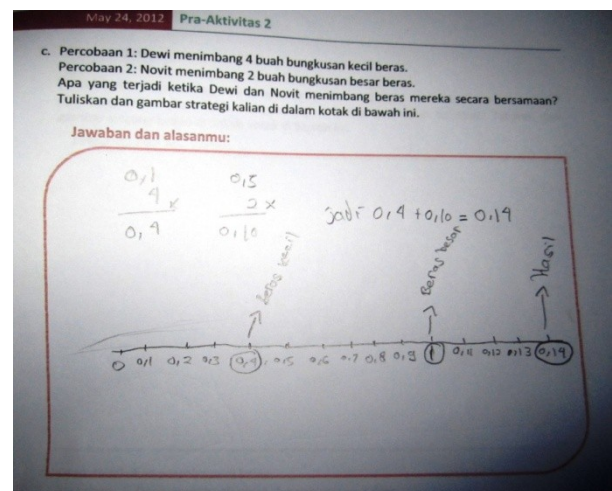 May 24, 2012 Pra-Aktivitas 2
c. Percobaan 1: Dewi menimbang 4 buah bungkusan kecil beras.
Percobaan 2: Novit menimbang 2 buah bungkusan besar beras.
Apa yang terjadi ketika Dewi dan Novit menimbang beras mereka secara bersamaan?
Tuliskan dan gambar strategi kalian di dalam kotak di bawah ini.
Jawaban dan alasanmu:
0,1 0,5
4 x 2 x
0,4 0,10
jadi 0,4 + 0,10 = 0,14
beras kecil
Beras besar
Hasil
0 0,1 0,2 0,3 0,4 0,5 0,6 0,7 0,8 0,9 1 0,11 0,12 0,13 0,14